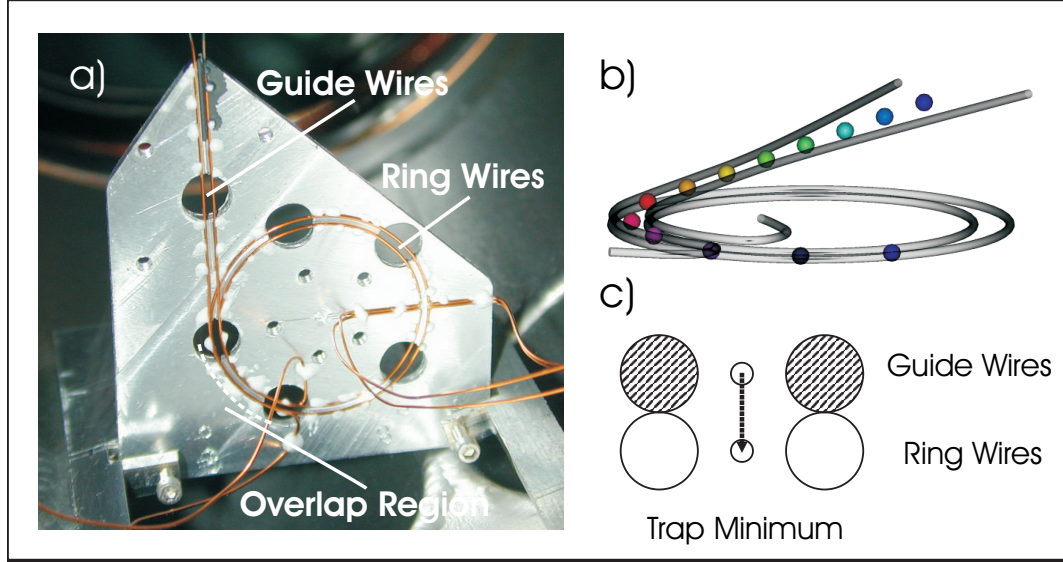 a)
Guide Wires
Ring Wires
Overlap Region
b)
c)
Guide Wires
Ring Wires
Trap Minimum